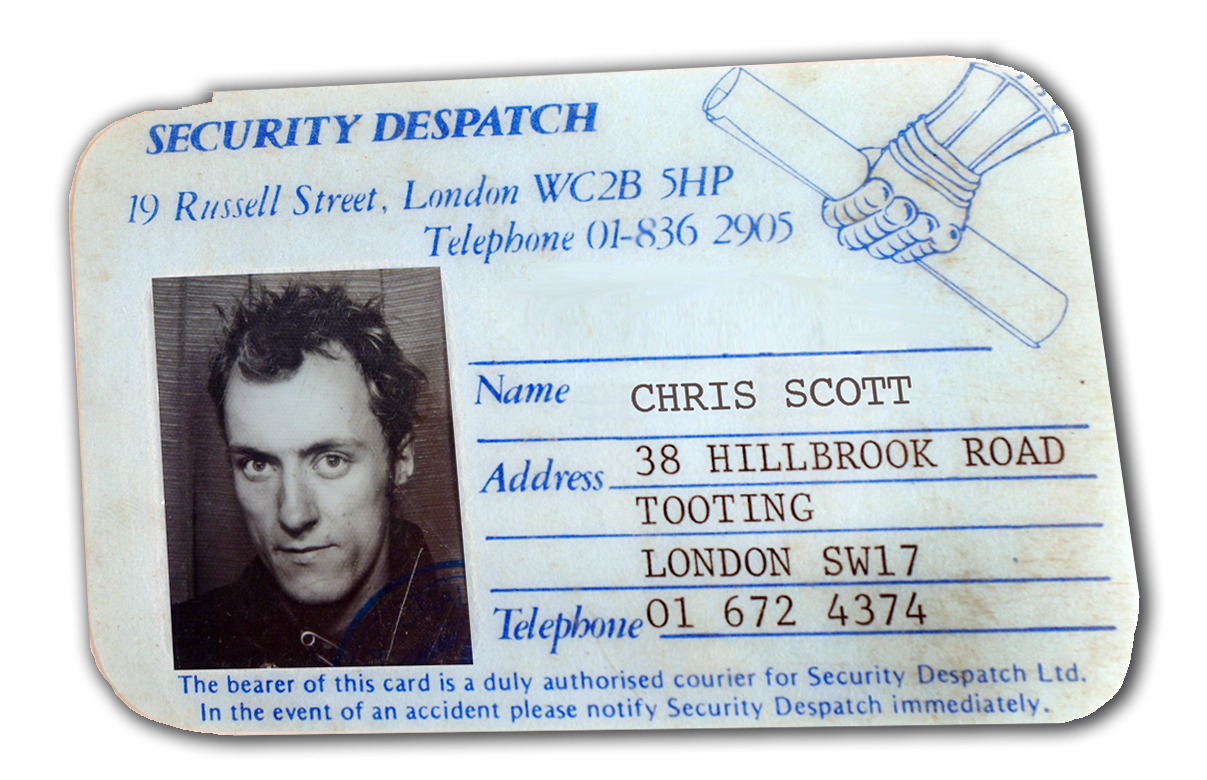 SECURITY DESPATCH
19 Russell Street, London WC2B 5HP
Telephone 01-836 2905
Name CHRIS SCOTT
Address 38 HILLBROOK ROAD
TOOTING
LONDON SW17
Telephone 01 672 4374
The bearer of this card is a duly authorised courier for Security Despatch Ltd.
In the event of an accident please notify Security Despatch immediately.